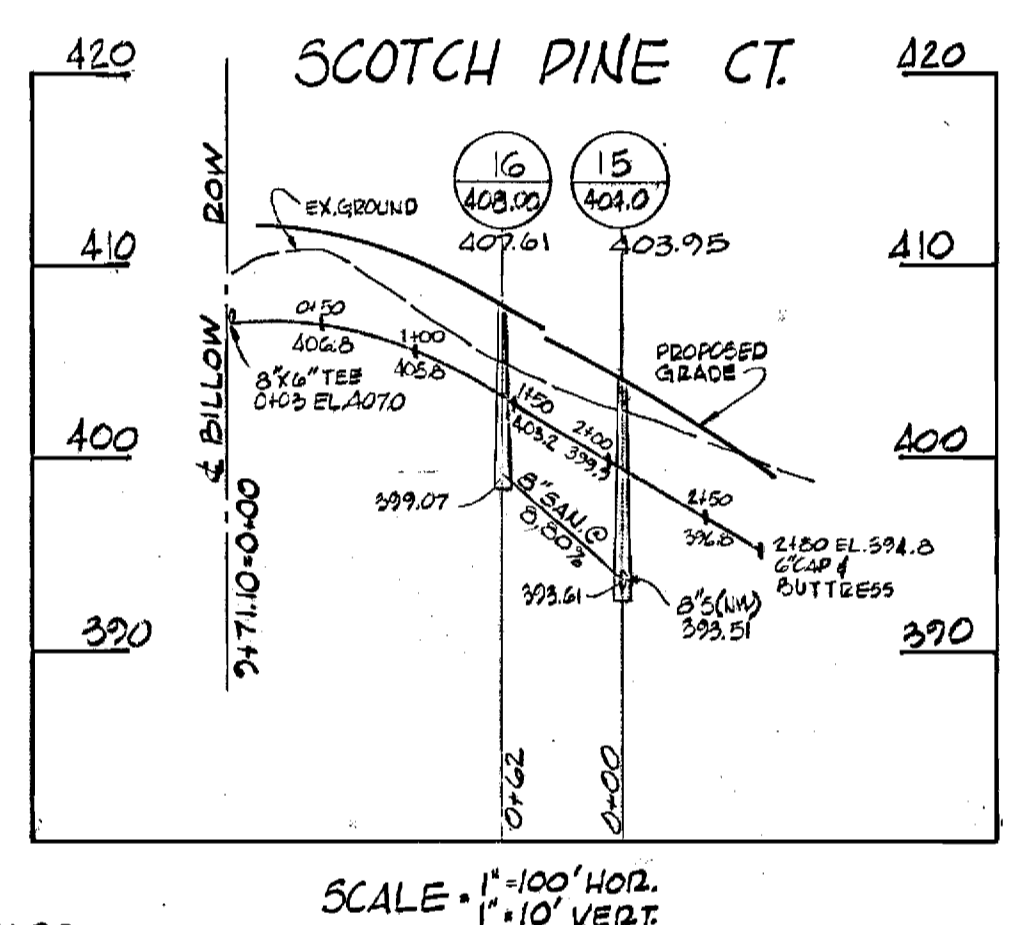 SCOTCH PINE CT.
420
420
410
410
400
400
390
390
℄ BILLOW ROW
9+71.10=0+00
EX. GROUND
16
408.00
407.61
15
404.0
403.95
0+50
406.8
1+00
405.8
8"X6" TEE
0+03 EL. 407.0
1+50
403.2
2+00
399.9
PROPOSED
GRADE
2+50
396.8
2+80 EL. 394.8
6" CAP &
BUTTRESS
399.07
8" SAN. @
8.80%
393.61
8"S(NW)
393.51
0+62
0+00
SCALE = 1"=100' HOR.
1"=10' VERT.